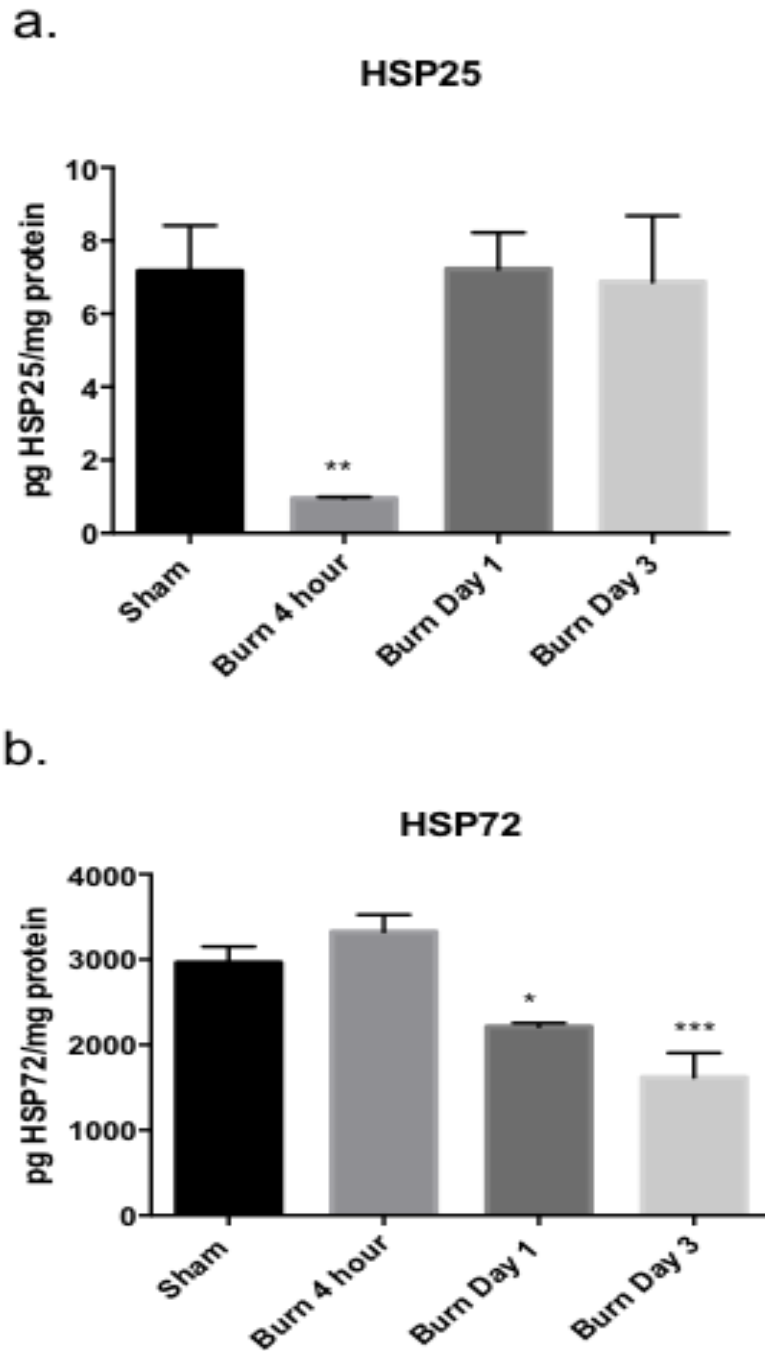 a.
HSP25
pg HSP25/mg protein
10
8
6
4
2
0
**
Sham
Burn 4 hour
Burn Day 1
Burn Day 3
b.
HSP72
pg HSP72/mg protein
4000
3000
2000
1000
0
*
***
Sham
Burn 4 hour
Burn Day 1
Burn Day 3